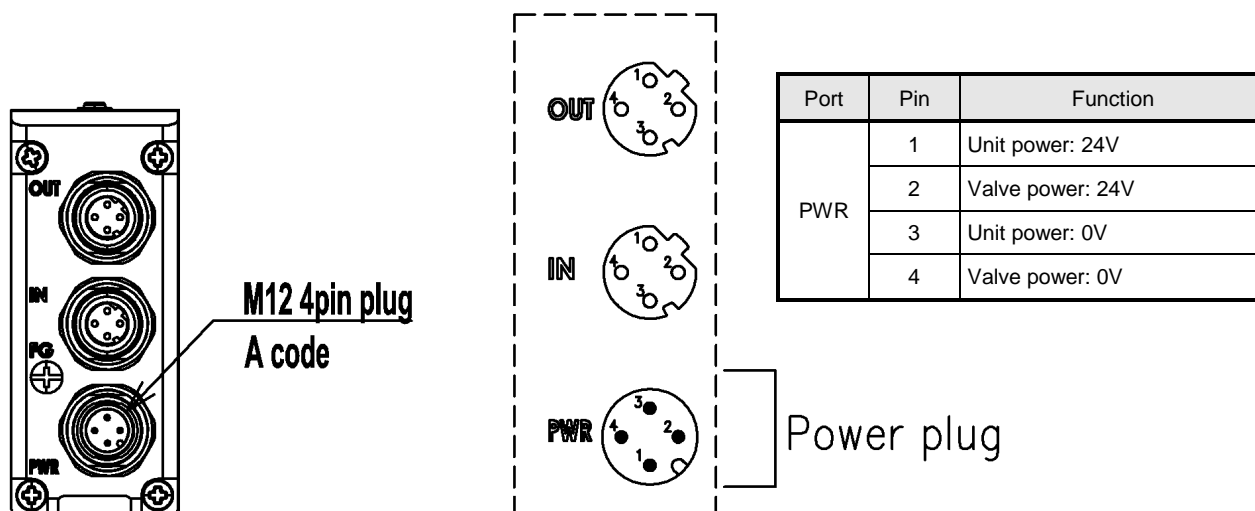 OUT
IN
FG
PWR
M12 4pin plug
A code
OUT
1
2
3
4
IN
1
2
3
4
PWR
3
4
2
1
Power plug
Port Pin Function
PWR
1 Unit power: 24V
2 Valve power: 24V
3 Unit power: 0V
4 Valve power: 0V